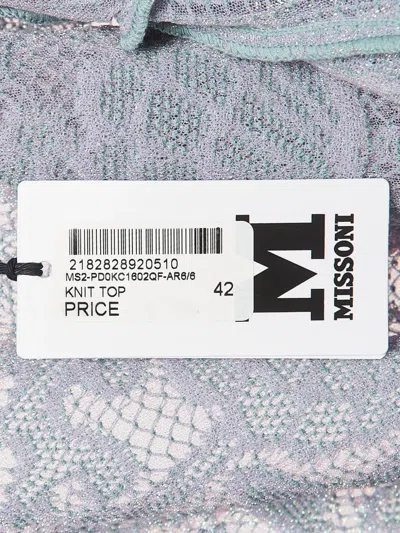 2182828920510
MS2-PD0KC1602QF-AR6/6
KNIT TOP 42
PRICE
M
MISSONI